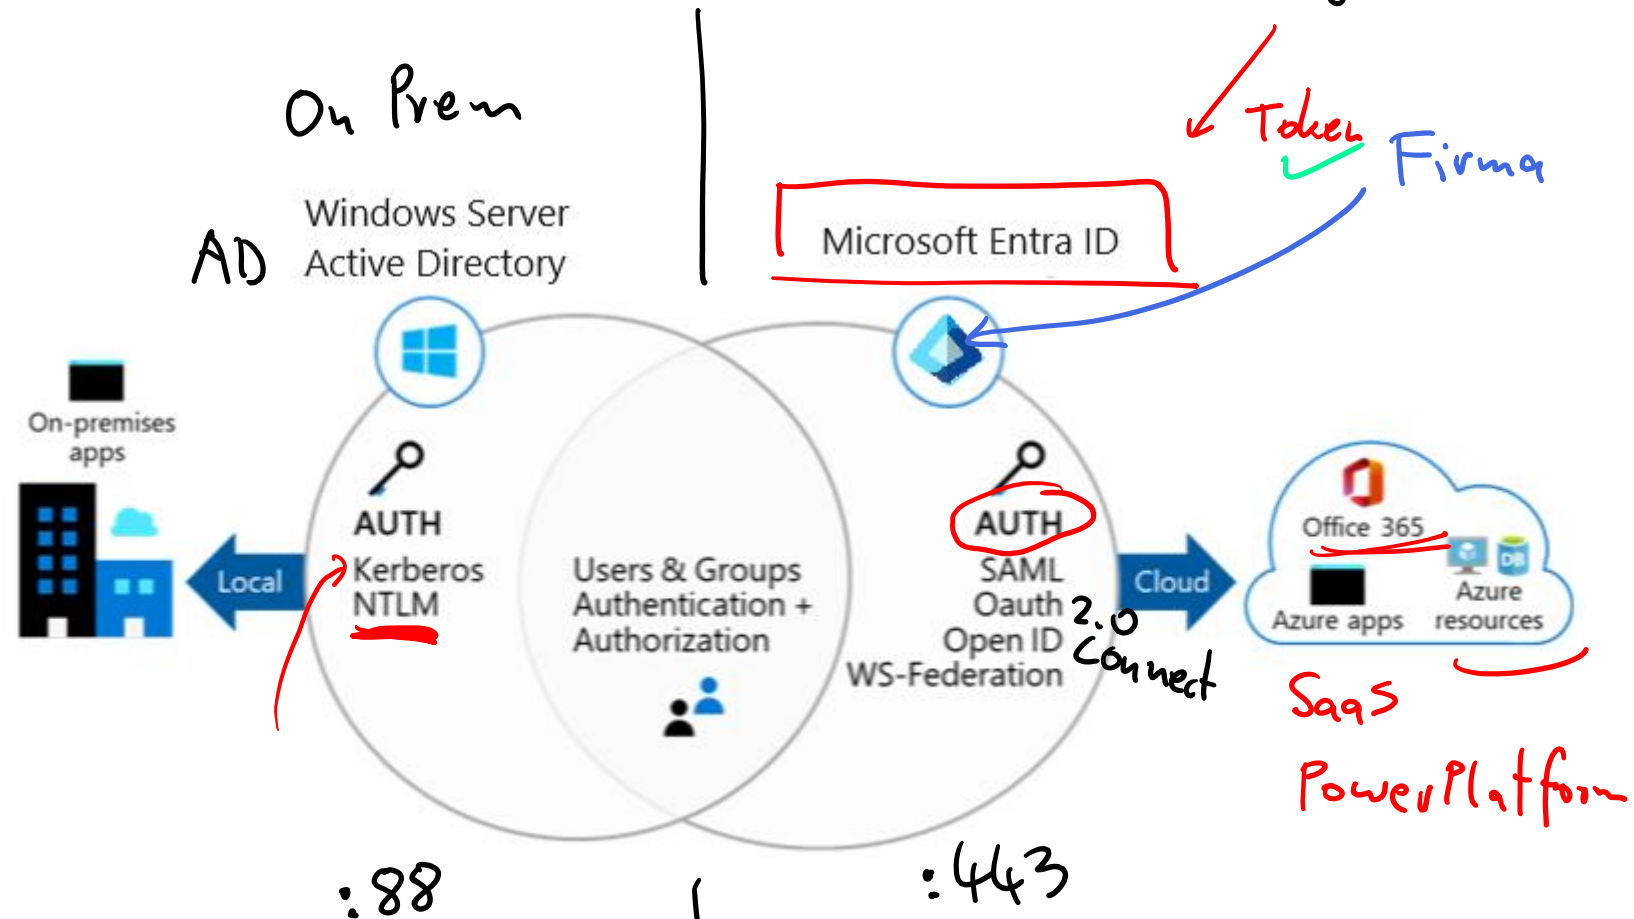 On Prem
Token
Firma
Windows Server
Active Directory
AD
Microsoft Entra ID
On-premises
apps
AUTH
Kerberos
NTLM
Local
Users & Groups
Authentication +
Authorization
AUTH
SAML
Oauth 2.0
Open ID Connect
WS-Federation
Cloud
Office 365
DB
Azure apps
Azure
resources
SaaS
PowerPlatform
:88
:443